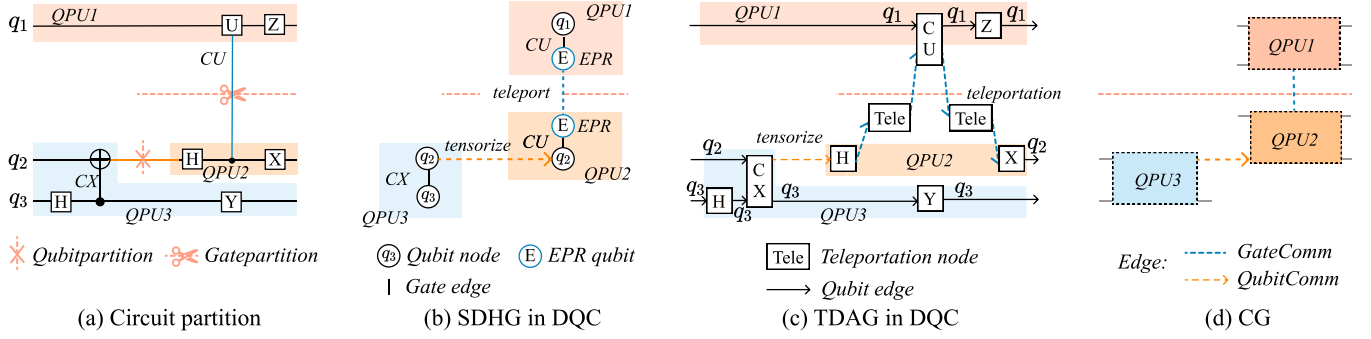 QPU1
q1
U
Z
CU
q2
H
X
CX
QPU2
q3
H
Y
QPU3
Qubitpartition
Gatepartition
(a) Circuit partition
QPU1
q1
CU
E
EPR
teleport
E
EPR
tensorize
CU
q2
q2
CX
q3
QPU2
QPU3
q3
Qubit node
E
EPR qubit
Gate edge
(b) SDHG in DQC
QPU1
q1
C
U
q1
Z
q1
teleportation
Tele
Tele
tensorize
q2
H
QPU2
X
q2
C
X
q3
H
q3
q3
QPU3
Y
q3
Tele
Teleportation node
Qubit edge
(c) TDAG in DQC
QPU1
QPU2
QPU3
Edge:
GateComm
QubitComm
(d) CG